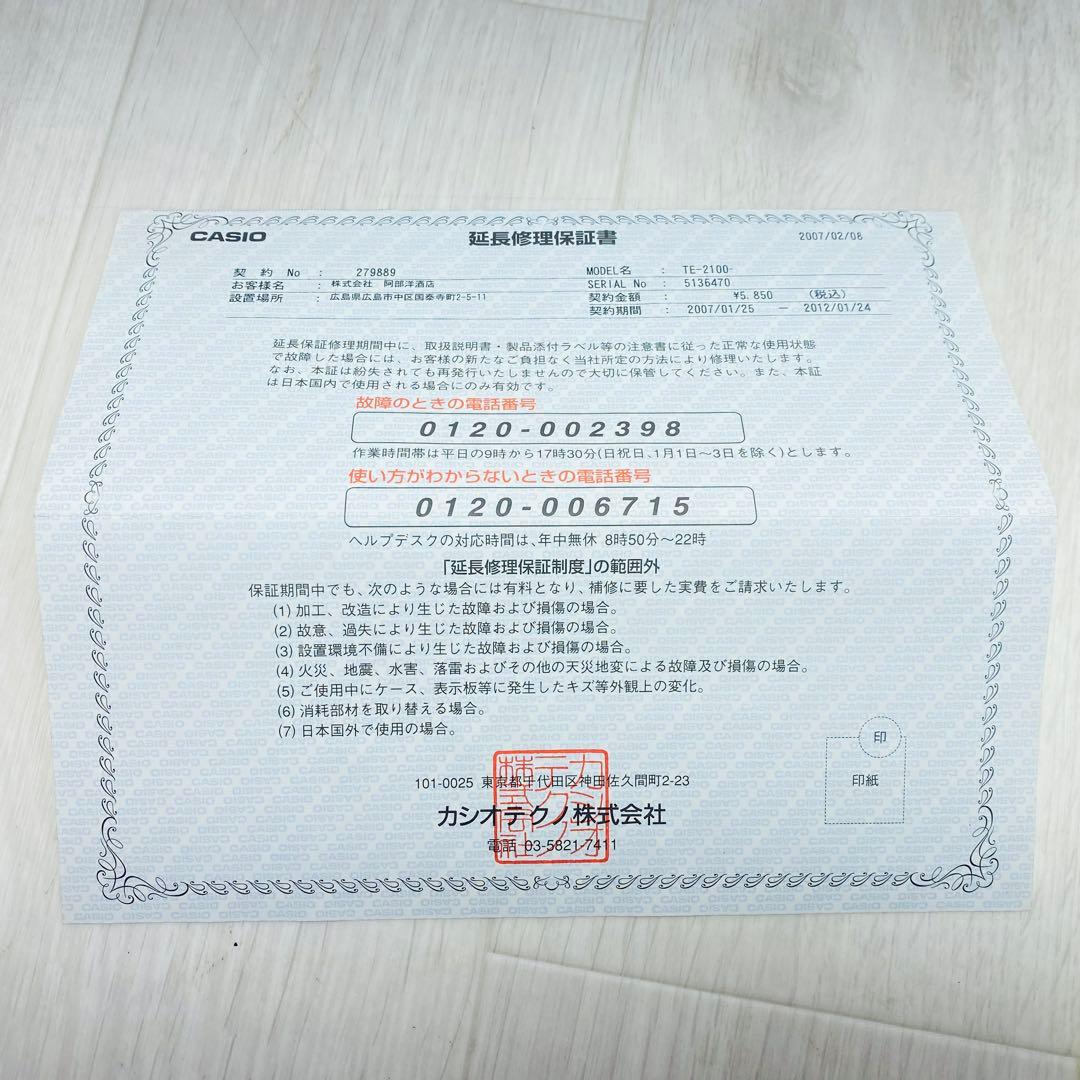 CASIO 延長修理保証書 2007/02/08
契 約 No : 279889 MODEL名 : TE-2100-
お客様名 : 株式会社 阿部洋酒店 SERIAL No : 5136470
設置場所 : 広島県広島市中区国泰寺町2-5-11 契約金額 : ¥5.850 (税込)
契約期間 : 2007/01/25 － 2012/01/24
延長保証修理期間中に、取扱説明書・製品添付ラベル等の注意書に従った正常な使用状態
で故障した場合には、お客様の新たなご負担なく当社所定の方法により修理いたします。
なお、本証は紛失されても再発行いたしませんので大切に保管してください。また、本証
は日本国内で使用される場合にのみ有効です。
故障のときの電話番号
0120-002398
作業時間帯は平日の9時から17時30分(日祝日、1月1日～3日を除く)とします。
使い方がわからないときの電話番号
0120-006715
ヘルプデスクの対応時間は、年中無休 8時50分～22時
「延長修理保証制度」の範囲外
保証期間中でも、次のような場合には有料となり、補修に要した実費をご請求いたします。
(1) 加工、改造により生じた故障および損傷の場合。
(2) 故意、過失により生じた故障および損傷の場合。
(3) 設置環境不備により生じた故障および損傷の場合。
(4) 火災、地震、水害、落雷およびその他の天災地変による故障及び損傷の場合。
(5) ご使用中にケース、表示板等に発生したキズ等外観上の変化。
(6) 消耗部材を取り替える場合。
(7) 日本国外で使用の場合。
印
印紙
101-0025 東京都千代田区神田佐久間町2-23
カシオテクノ株式会社
電話 03-5821-7411
カシオテクノ株式会社